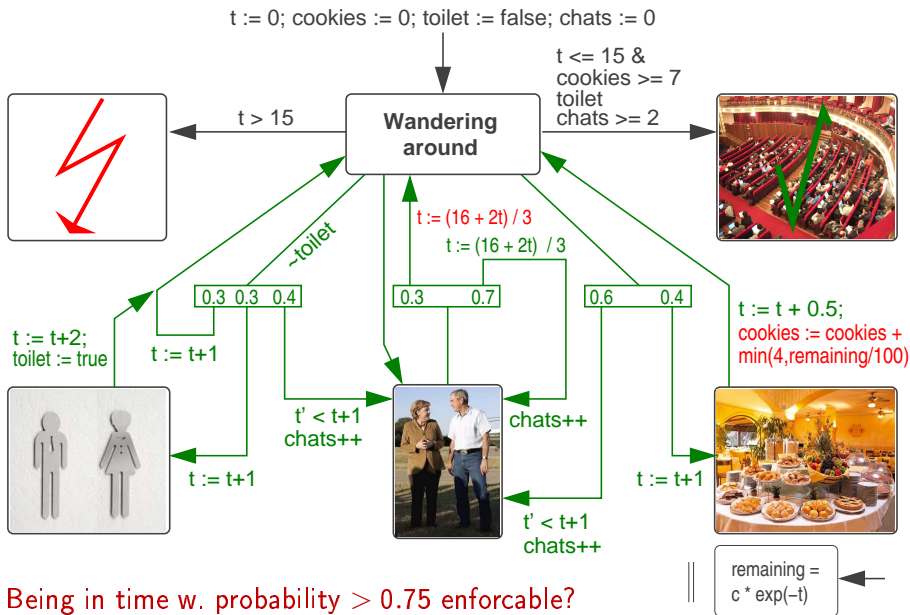 t := 0; cookies := 0; toilet := false; chats := 0
t <= 15 &
cookies >= 7
toilet
chats >= 2
t > 15
Wandering
around
t := (16 + 2t) / 3
t := (16 + 2t) / 3
~toilet
0.3 0.3 0.4
0.3 0.7
0.6 0.4
t := t + 0.5;
cookies := cookies +
min(4,remaining/100)
t := t+2;
toilet := true
t := t+1
t' < t+1
chats++
chats++
t := t+1
t := t+1
t' < t+1
chats++
remaining =
c * exp(−t)
Being in time w. probability > 0.75 enforcable?